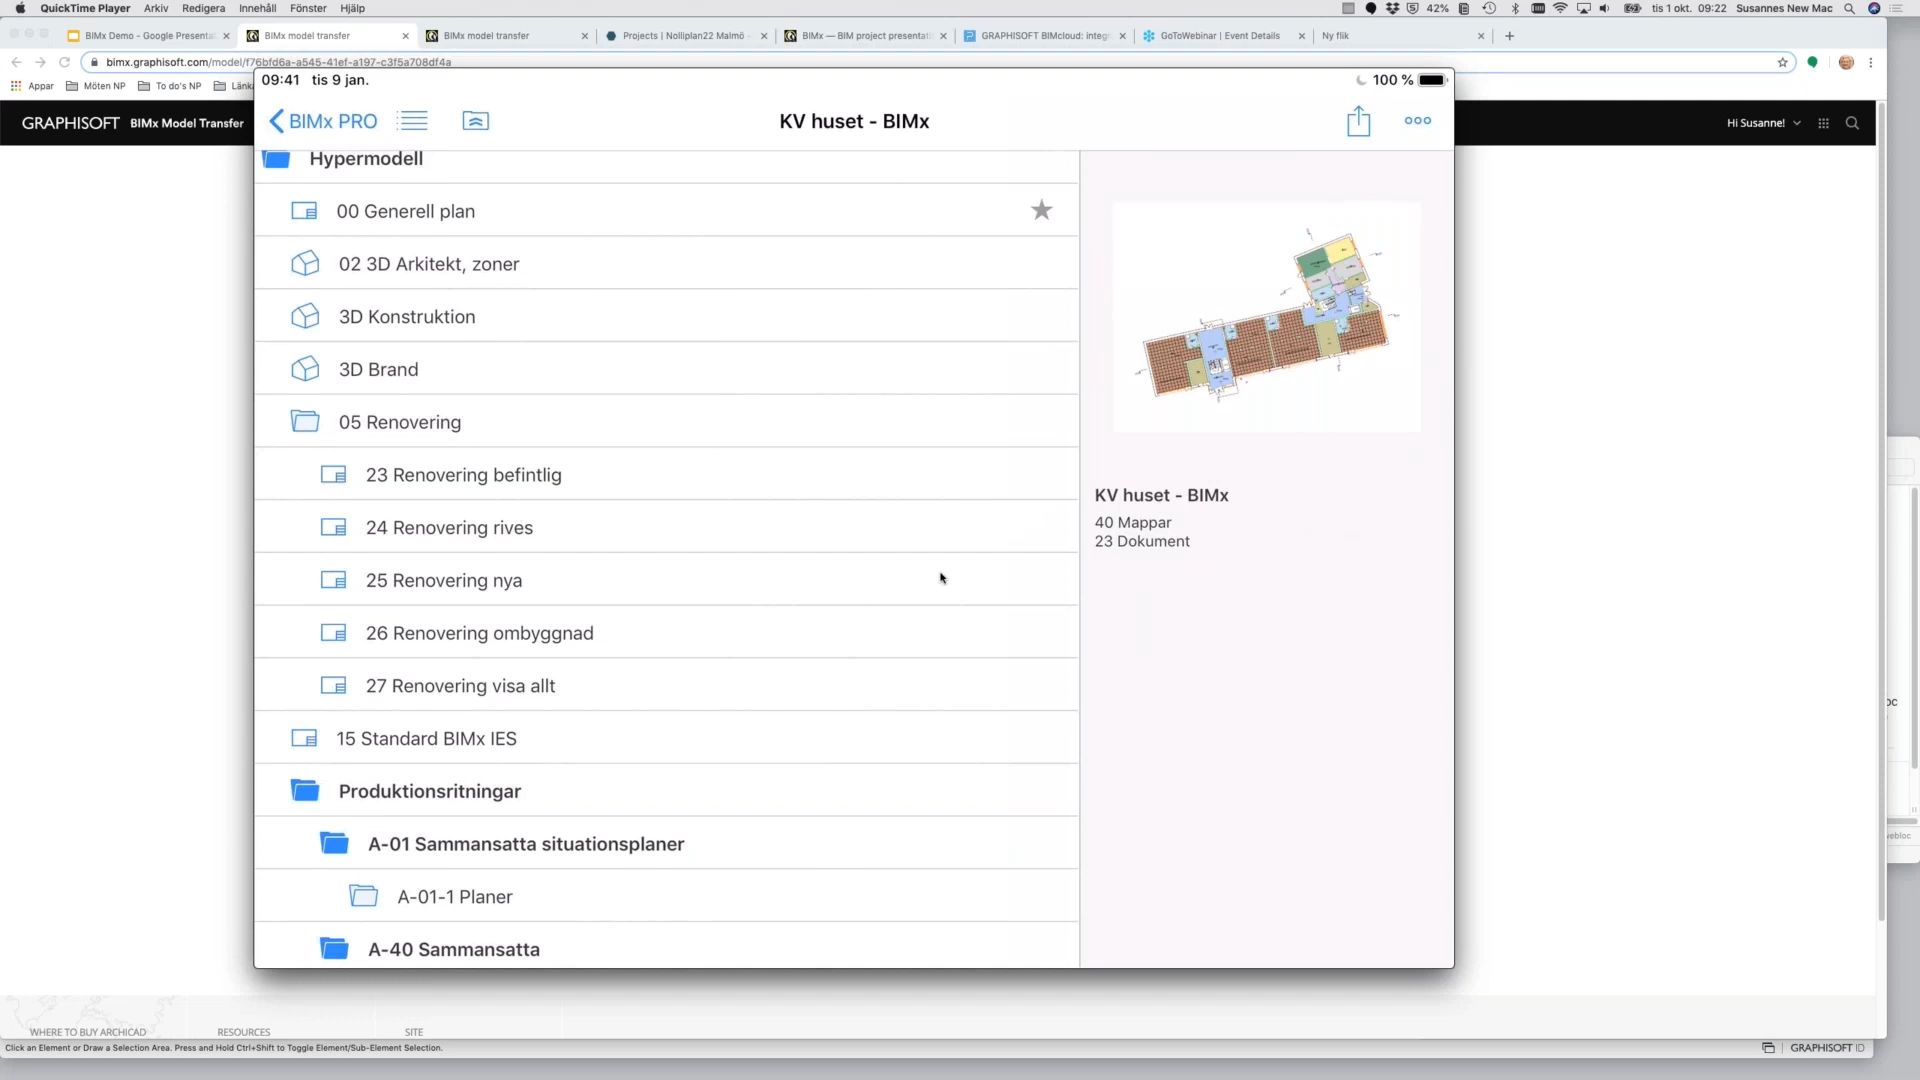 QuickTime Player Arkiv Redigera Innehåll Fönster Hjälp 42% tis 1 okt. 09:22 Susannes New Mac
BIMx Demo - Google Presenta BIMx model transfer BIMx model transfer Projects | Nolliplan22 Malmö BIMx — BIM project presentati GRAPHISOFT BIMcloud: integ GoToWebinar | Event Details Ny flik
bimx.graphisoft.com/model/f76bfd6a-a545-41ef-a197-c3f5a708df4a
Appar Möten NP To do's NP Länk
GRAPHISOFT BIMx Model Transfer Hi Susanne!
09:41 tis 9 jan. 100 %
BIMx PRO KV huset - BIMx
Hypermodell
00 Generell plan
02 3D Arkitekt, zoner
3D Konstruktion
3D Brand
05 Renovering
23 Renovering befintlig
24 Renovering rives
25 Renovering nya
26 Renovering ombyggnad
27 Renovering visa allt
15 Standard BIMx IES
Produktionsritningar
A-01 Sammansatta situationsplaner
A-01-1 Planer
A-40 Sammansatta
KV huset - BIMx
40 Mappar
23 Dokument
oc
webloc
WHERE TO BUY ARCHICAD RESOURCES SITE
Click an Element or Draw a Selection Area. Press and Hold Ctrl+Shift to Toggle Element/Sub-Element Selection.
GRAPHISOFT ID